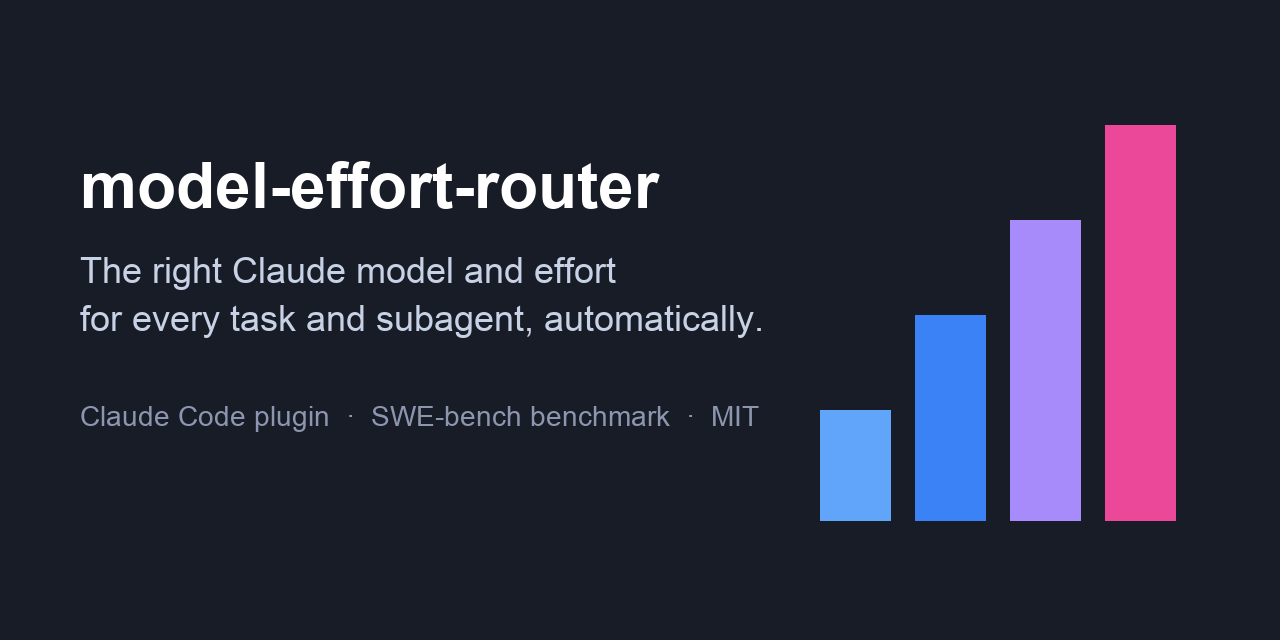 model-effort-router
The right Claude model and effort
for every task and subagent, automatically.
Claude Code plugin · SWE-bench benchmark · MIT